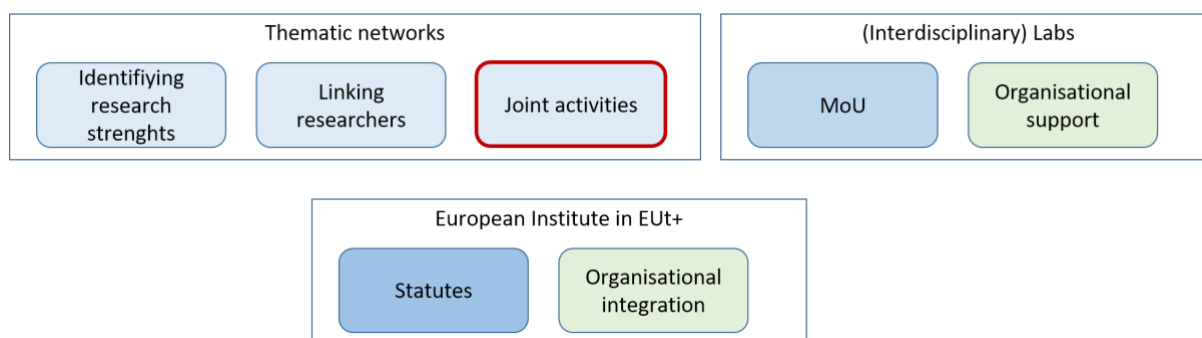 Thematic networks
Identifiying
research
strenghts
Linking
researchers
Joint activities
(Interdisciplinary) Labs
MoU
Organisational
support
European Institute in EUt+
Statutes
Organisational
integration